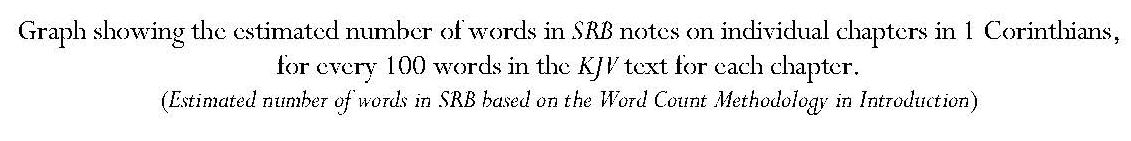 Graph showing the estimated number of words in SRB notes on individual chapters in 1 Corinthians,
for every 100 words in the KJV text for each chapter.
(Estimated number of words in SRB based on the Word Count Methodology in Introduction)